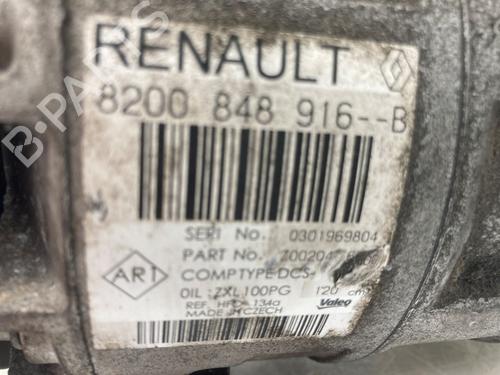 RENAULT
8200 848 916--B
SERI No. 0301969804
PART No.
COMPTYPE:DCS-
ART
OIL :ZXL100PG 120 cm
REF. HFC-134a
Valeo
MADE IN CZECH
B-PARTS